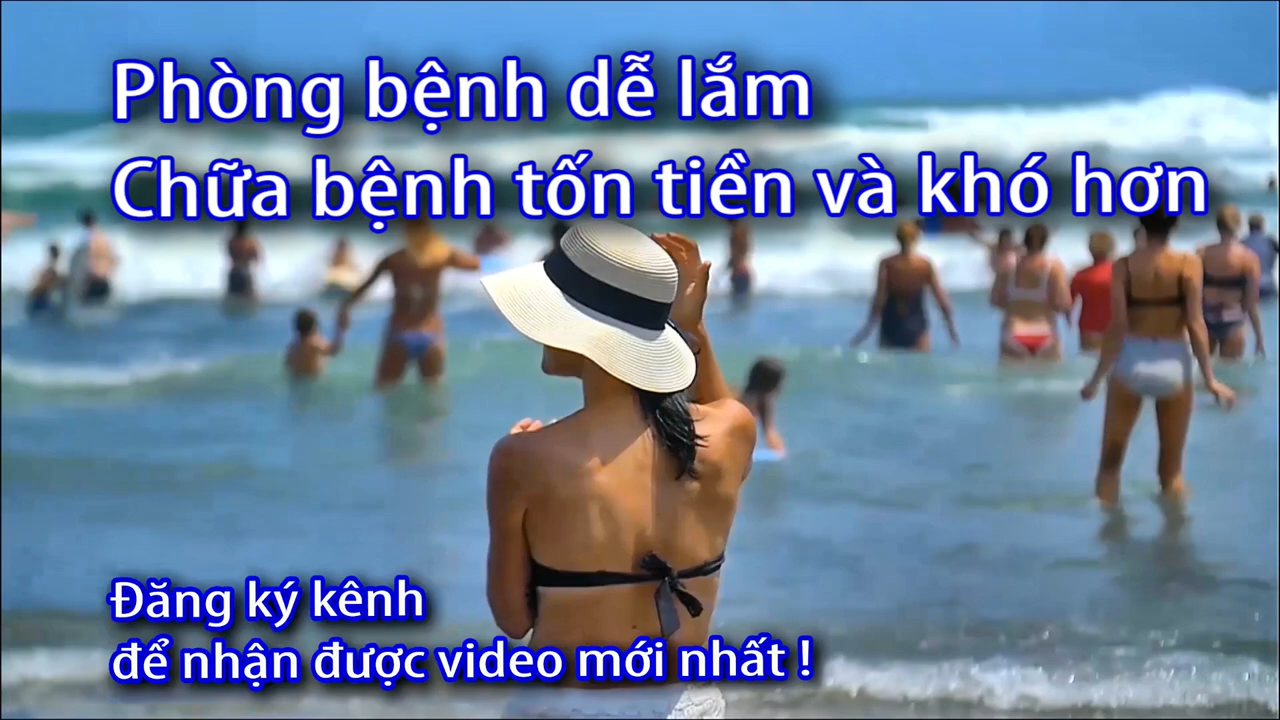 Phòng bệnh dễ lắm
Chữa bệnh tốn tiền và khó hơn
Đăng ký kênh
để nhận được video mới nhất !